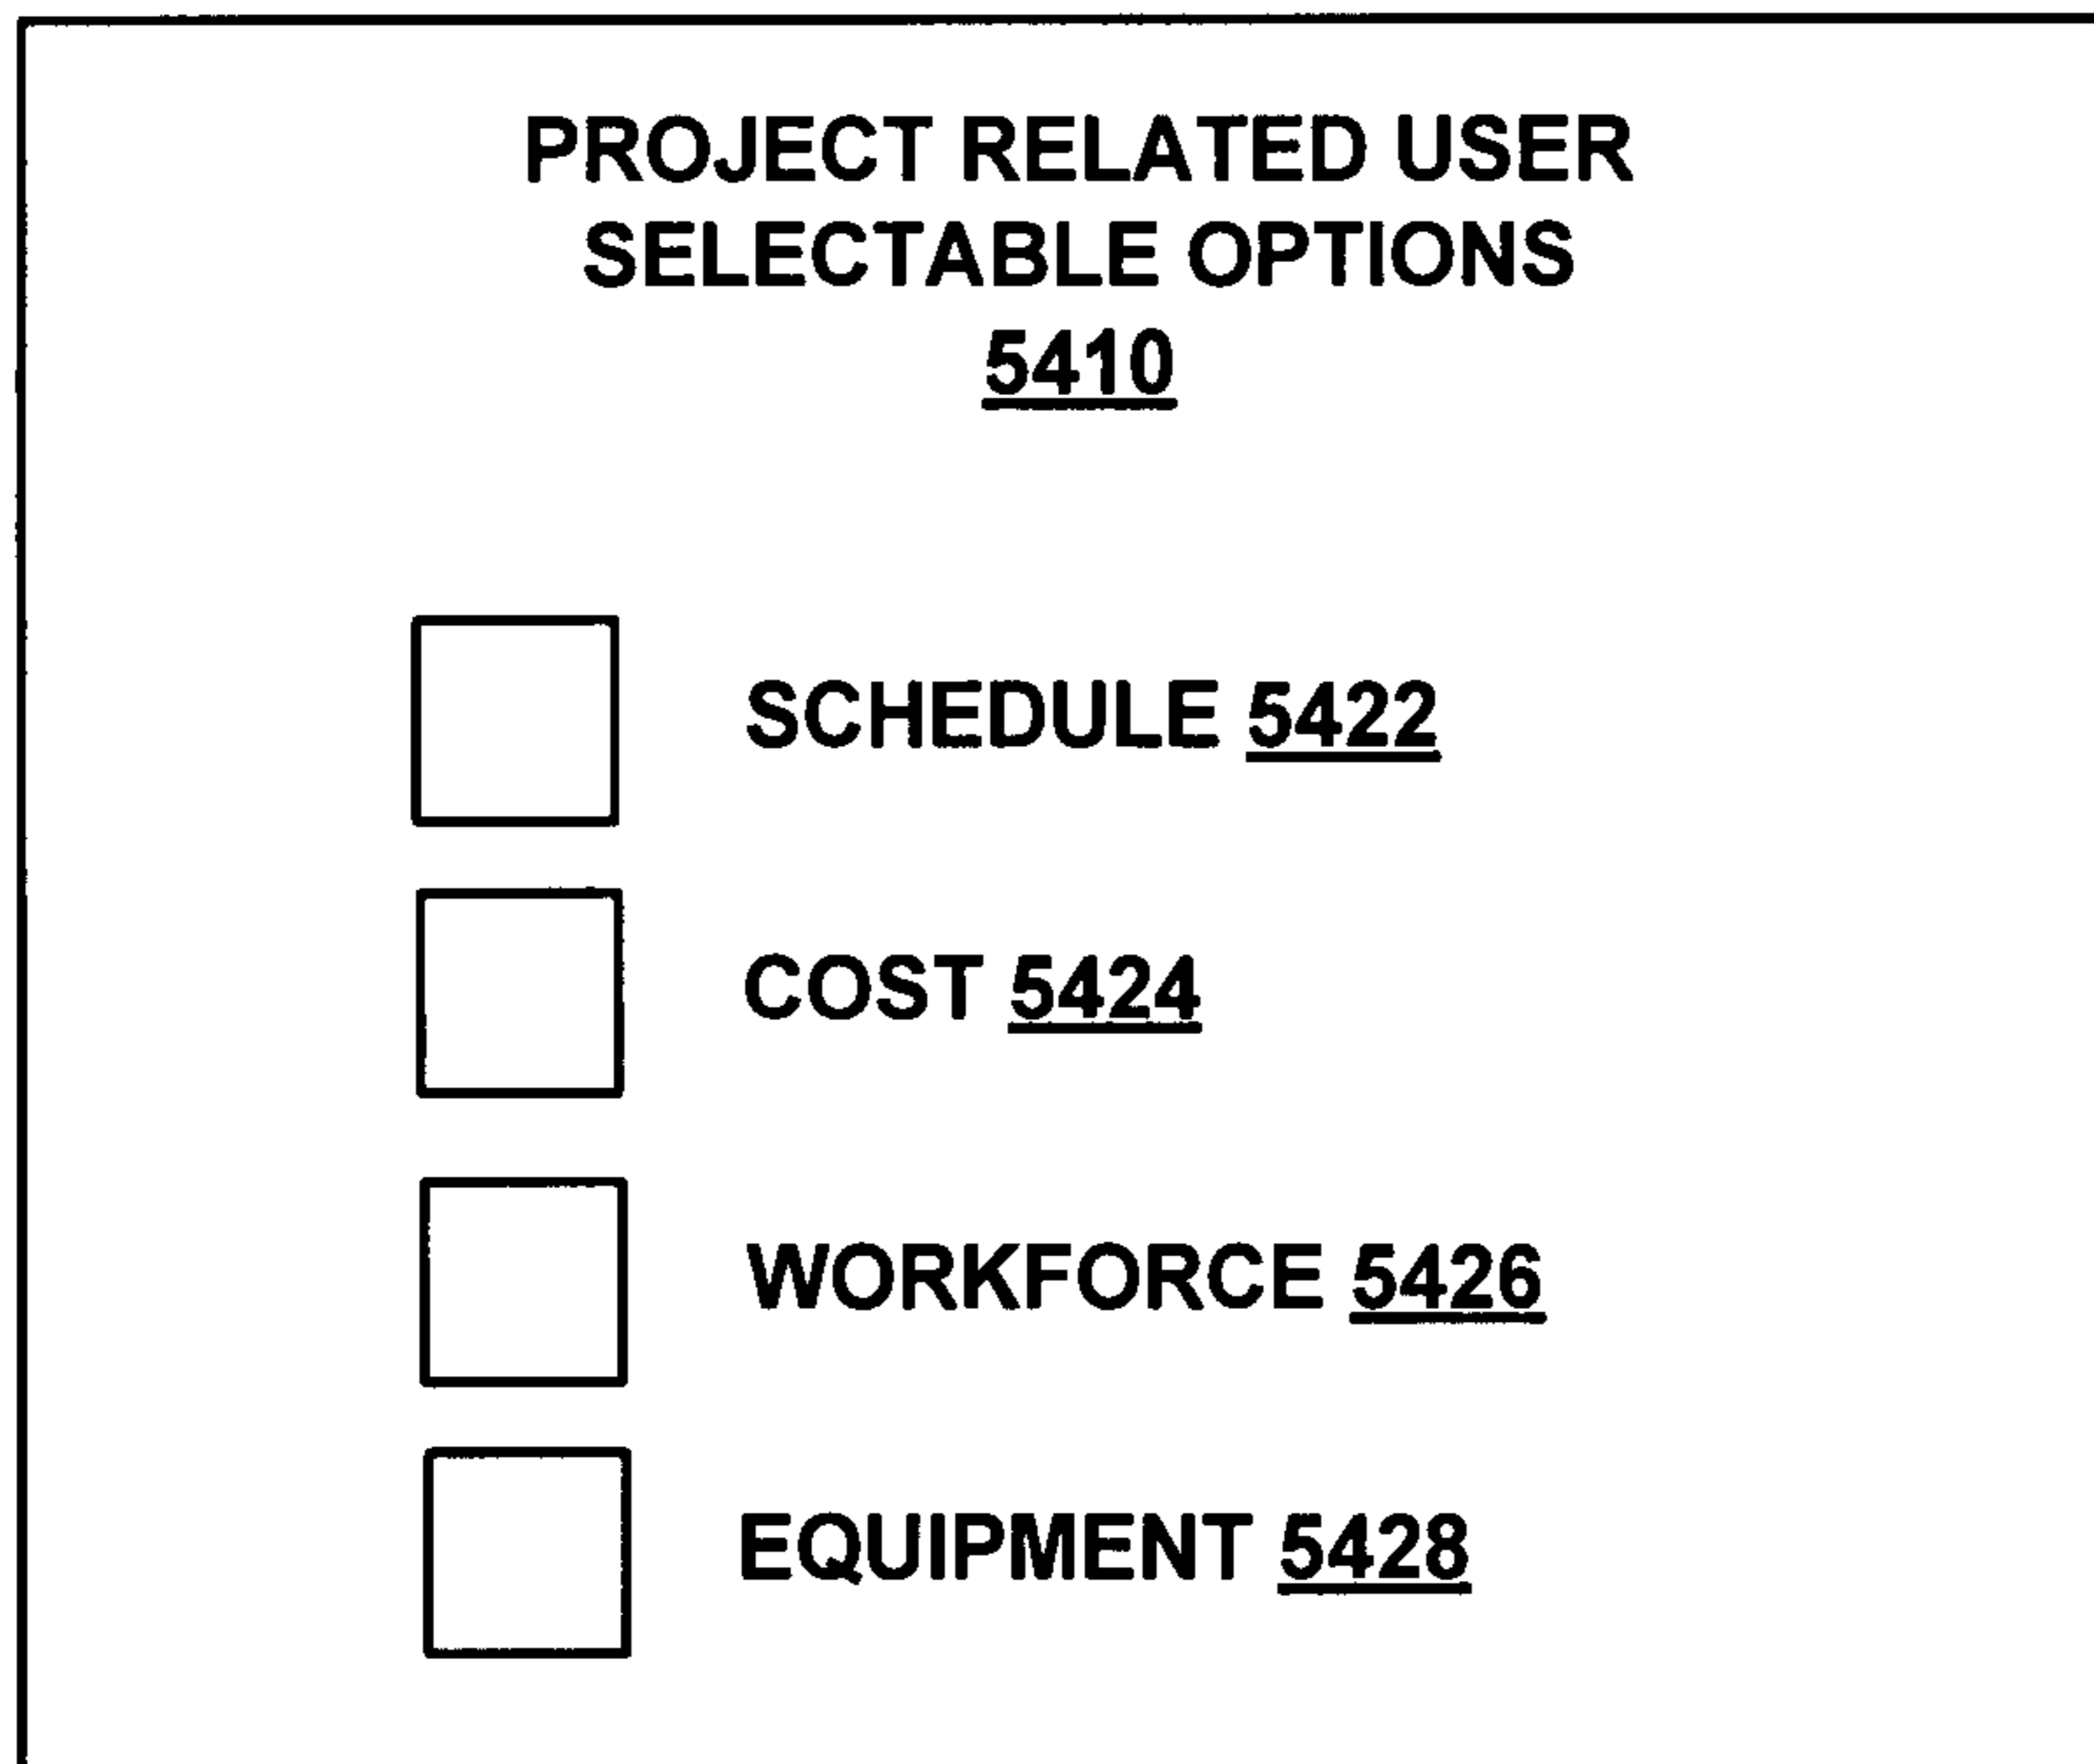 PROJECT RELATED USER
SELECTABLE OPTIONS
5410
SCHEDULE 5422
COST 5424
WORKFORCE 5426
EQUIPMENT 5428